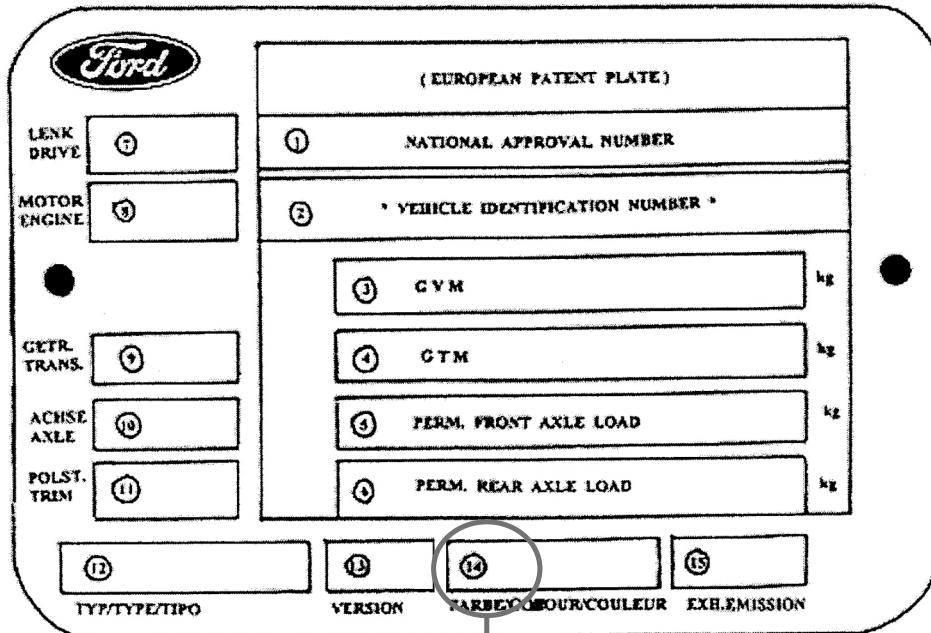 Ford
(EUROPEAN PATENT PLATE)
LENK
DRIVE
7
1 NATIONAL APPROVAL NUMBER
MOTOR
ENGINE
8
2 * VEHICLE IDENTIFICATION NUMBER *
3 GVM kg
GETR.
TRANS.
9
4 GTM kg
ACHSE
AXLE
10
5 PERM. FRONT AXLE LOAD kg
POLST.
TRIM
11
6 PERM. REAR AXLE LOAD kg
12
TYP/TYPE/TIPO
13
VERSION
14
FARBE/COLOUR/COULEUR
15
EXH.EMISSION